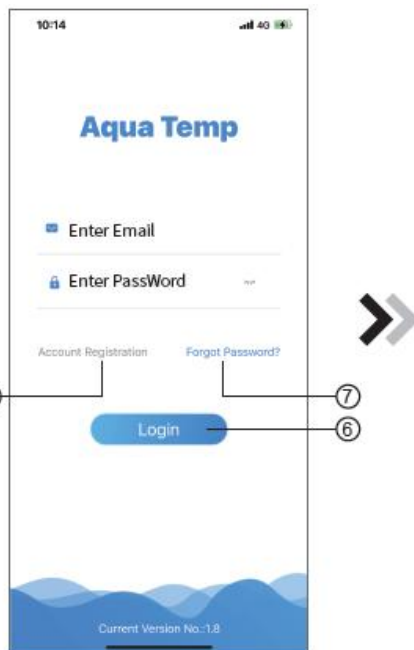 10:14 4G
Aqua Temp
Enter Email
Enter PassWord
Account Registration Forgot Password?
⑦
Login ⑥
Current Version No.:1.8